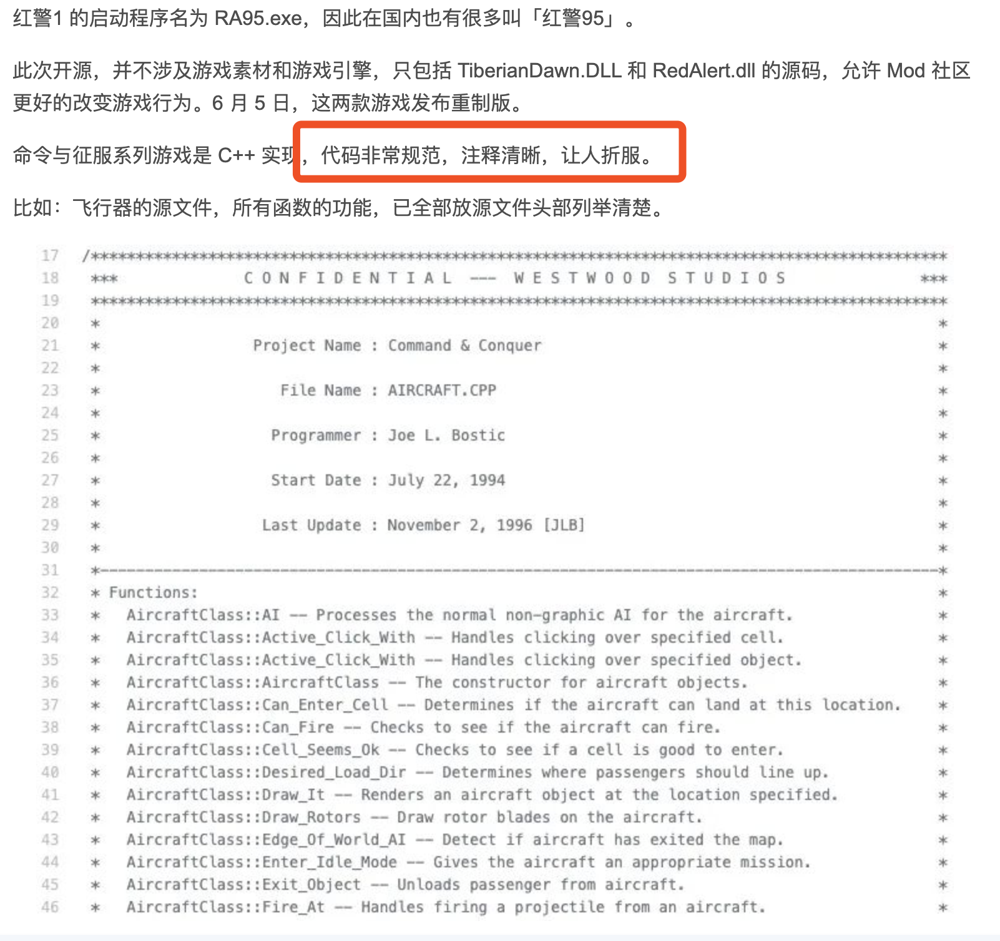 红警1 的启动程序名为 RA95.exe，因此在国内也有很多叫「红警95」。
此次开源，并不涉及游戏素材和游戏引擎，只包括 TiberianDawn.DLL 和 RedAlert.dll 的源码，允许 Mod 社区
更好的改变游戏行为。6 月 5 日，这两款游戏发布重制版。
命令与征服系列游戏是 C++ 实现，代码非常规范，注释清晰，让人折服。
比如：飞行器的源文件，所有函数的功能，已全部放源文件头部列举清楚。
17 /***********************************************************************************************
18 *** C O N F I D E N T I A L --- W E S T W O O D S T U D I O S ***
19 ***********************************************************************************************
20 * *
21 * Project Name : Command & Conquer *
22 * *
23 * File Name : AIRCRAFT.CPP *
24 * *
25 * Programmer : Joe L. Bostic *
26 * *
27 * Start Date : July 22, 1994 *
28 * *
29 * Last Update : November 2, 1996 [JLB] *
30 * *
31 *---------------------------------------------------------------------------------------------*
32 * Functions: *
33 * AircraftClass::AI -- Processes the normal non-graphic AI for the aircraft. *
34 * AircraftClass::Active_Click_With -- Handles clicking over specified cell. *
35 * AircraftClass::Active_Click_With -- Handles clicking over specified object. *
36 * AircraftClass::AircraftClass -- The constructor for aircraft objects. *
37 * AircraftClass::Can_Enter_Cell -- Determines if the aircraft can land at this location. *
38 * AircraftClass::Can_Fire -- Checks to see if the aircraft can fire. *
39 * AircraftClass::Cell_Seems_Ok -- Checks to see if a cell is good to enter. *
40 * AircraftClass::Desired_Load_Dir -- Determines where passengers should line up. *
41 * AircraftClass::Draw_It -- Renders an aircraft object at the location specified. *
42 * AircraftClass::Draw_Rotors -- Draw rotor blades on the aircraft. *
43 * AircraftClass::Edge_Of_World_AI -- Detect if aircraft has exited the map. *
44 * AircraftClass::Enter_Idle_Mode -- Gives the aircraft an appropriate mission. *
45 * AircraftClass::Exit_Object -- Unloads passenger from aircraft. *
46 * AircraftClass::Fire_At -- Handles firing a projectile from an aircraft. *